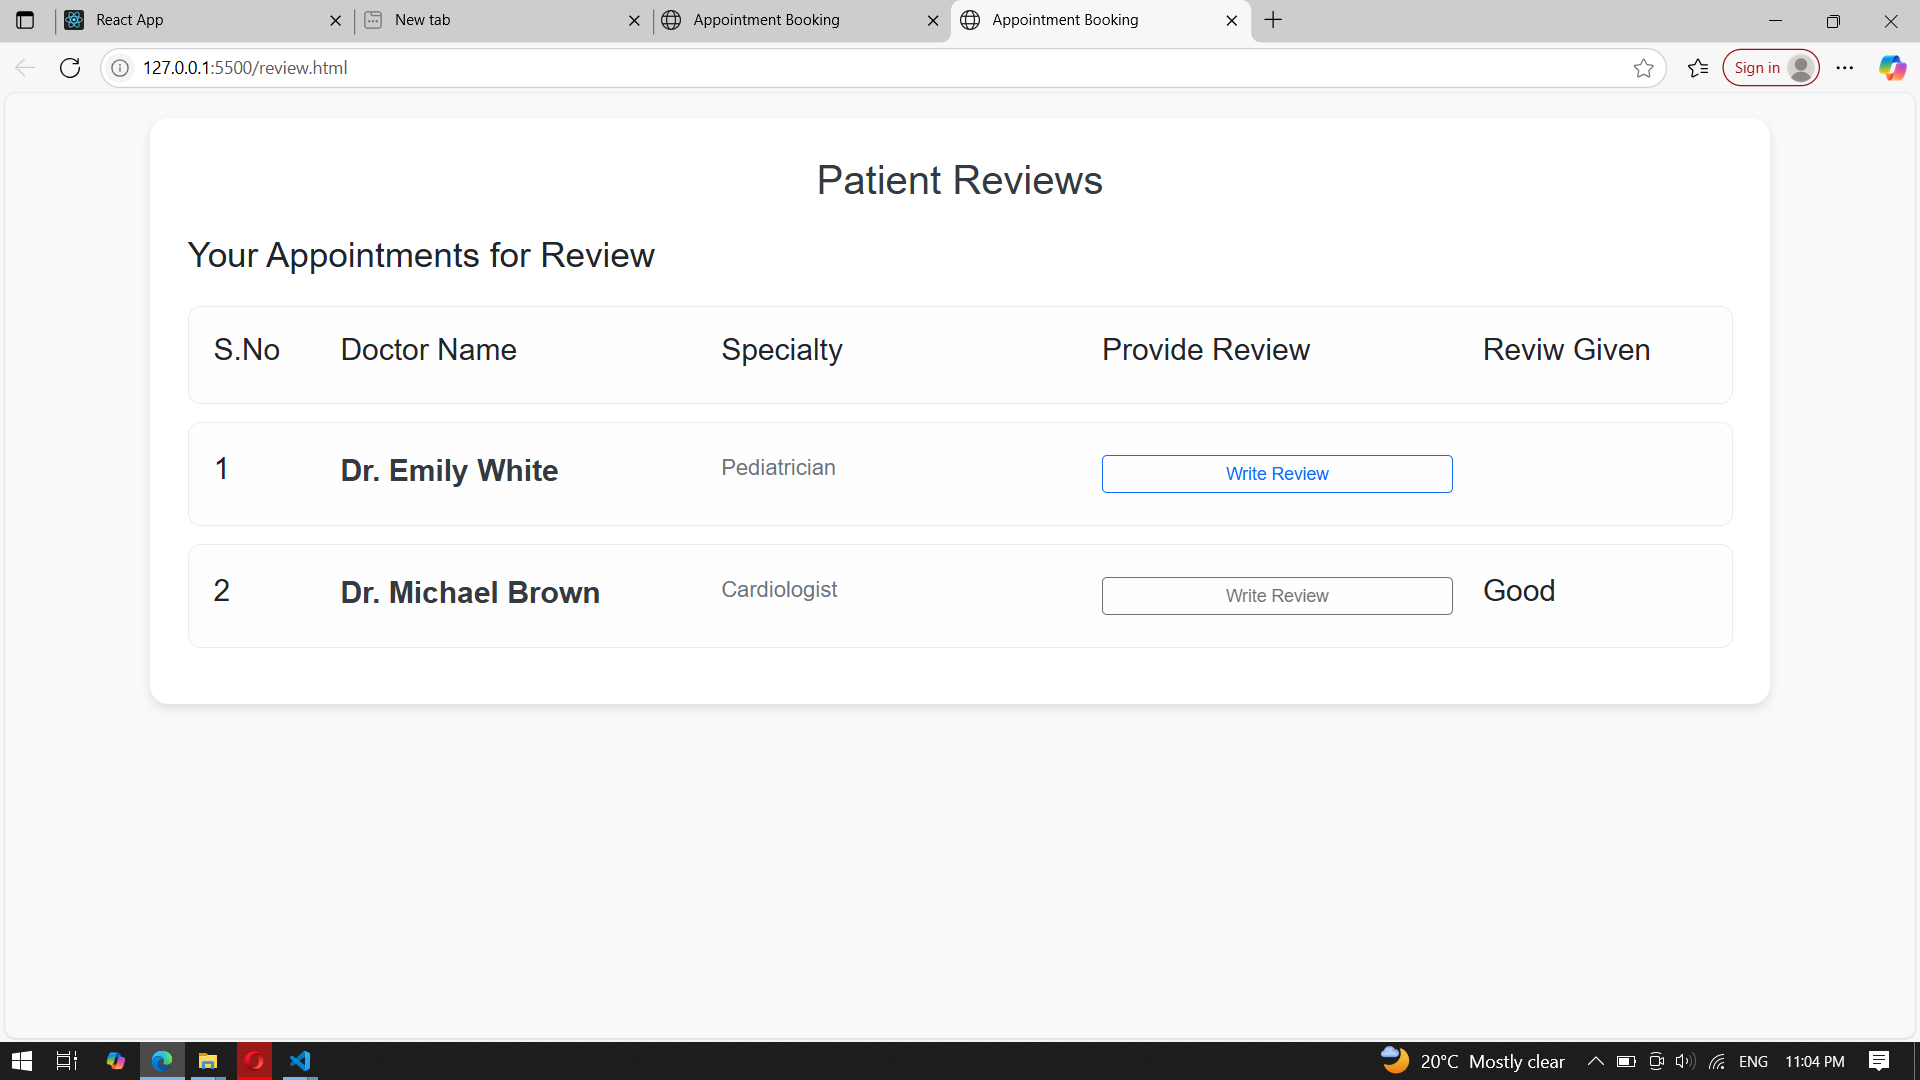 React App
New tab
Appointment Booking
Appointment Booking
127.0.0.1:5500/review.html
Sign in
Patient Reviews
Your Appointments for Review
S.No Doctor Name Specialty Provide Review Reviw Given
1 Dr. Emily White Pediatrician Write Review
2 Dr. Michael Brown Cardiologist Write Review Good
20°C Mostly clear ENG 11:04 PM